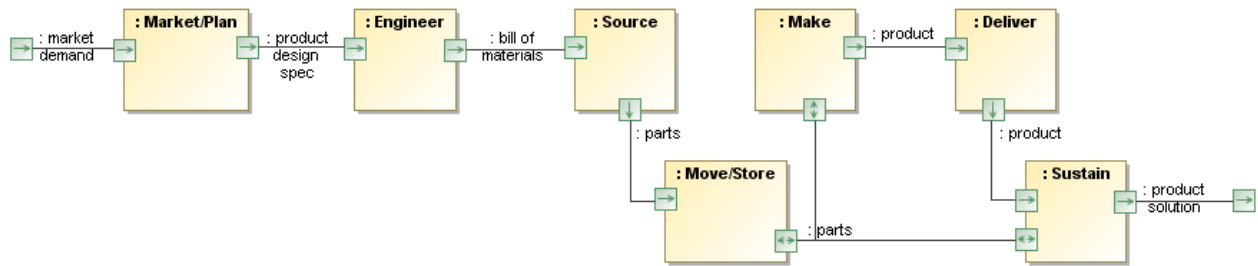 : Market/Plan
: Engineer
: Source
: Make
: Deliver
: market
demand
: product
design
spec
: bill of
materials
: product
: parts
: product
: Move/Store
: Sustain
: parts
: product
solution